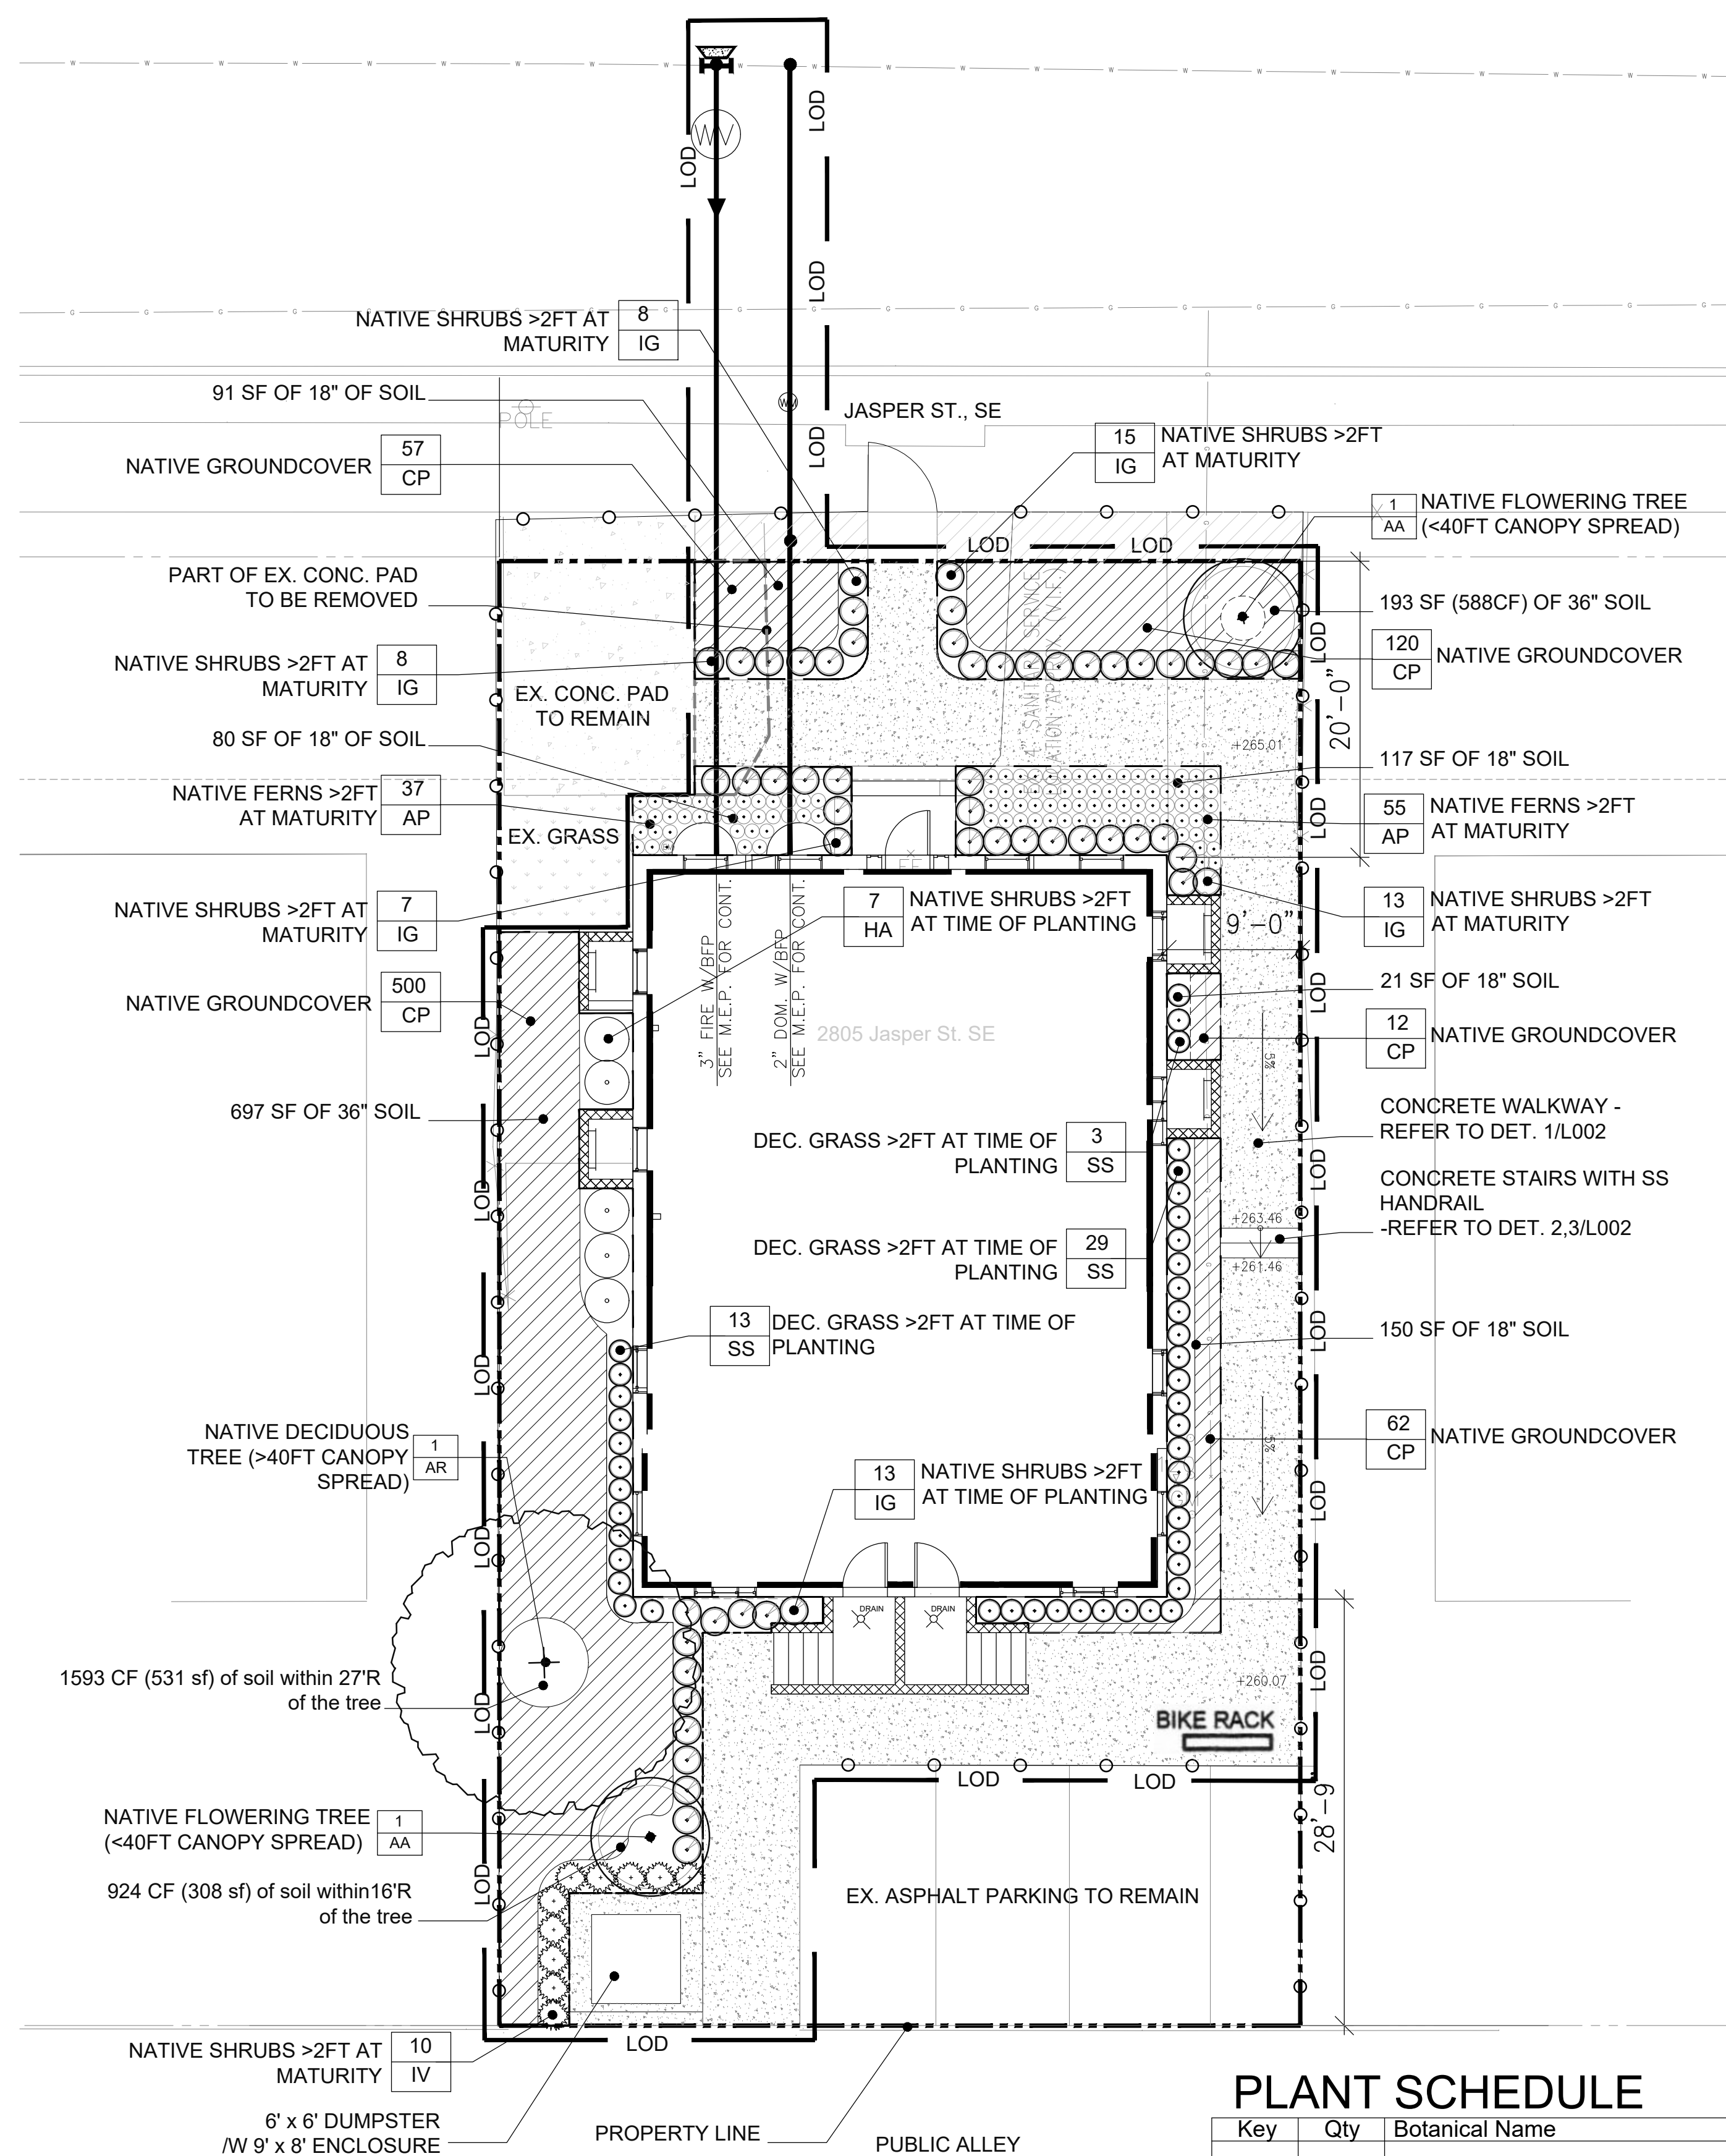 W W W W W W W W W W W W W W W W W W W W W W W
LOD
WV
LOD
LOD
G G G G G G G G G G G G G G G G G G G G G G
NATIVE SHRUBS >2FT AT
MATURITY
8
IG
91 SF OF 18" OF SOIL
POLE
WM
JASPER ST., SE
LOD
57
CP
NATIVE GROUNDCOVER
15
IG
NATIVE SHRUBS >2FT
AT MATURITY
1
AA
NATIVE FLOWERING TREE
(<40FT CANOPY SPREAD)
LOD
LOD
PART OF EX. CONC. PAD
TO BE REMOVED
193 SF (588CF) OF 36" SOIL
LOD
NATIVE SHRUBS >2FT AT
MATURITY
8
IG
120
CP
NATIVE GROUNDCOVER
EX. CONC. PAD
TO REMAIN
20'-0"
80 SF OF 18" OF SOIL
+265.01
117 SF OF 18" SOIL
NATIVE FERNS >2FT
AT MATURITY
37
AP
EX. GRASS
LOD
55
AP
NATIVE FERNS >2FT
AT MATURITY
NATIVE SHRUBS >2FT AT
MATURITY
7
IG
7
HA
NATIVE SHRUBS >2FT
AT TIME OF PLANTING
9'-0"
13
IG
NATIVE SHRUBS >2FT
AT MATURITY
3" FIRE W/BFP
SEE M.E.P. FOR CONT.
2" DOM. W/BFP
SEE M.E.P. FOR CONT.
500
CP
NATIVE GROUNDCOVER
LOD
2805 Jasper St. SE
LOD
21 SF OF 18" SOIL
12
CP
NATIVE GROUNDCOVER
5%
697 SF OF 36" SOIL
CONCRETE WALKWAY -
REFER TO DET. 1/L002
DEC. GRASS >2FT AT TIME OF
PLANTING
3
SS
LOD
LOD
CONCRETE STAIRS WITH SS
HANDRAIL
-REFER TO DET. 2,3/L002
+263.46
+261.46
DEC. GRASS >2FT AT TIME OF
PLANTING
29
SS
13
SS
DEC. GRASS >2FT AT TIME OF
PLANTING
LOD
LOD
150 SF OF 18" SOIL
NATIVE DECIDUOUS
TREE (>40FT CANOPY
SPREAD)
1
AR
62
CP
NATIVE GROUNDCOVER
5%
13
IG
NATIVE SHRUBS >2FT
AT TIME OF PLANTING
LOD
LOD
DRAIN
DRAIN
1593 CF (531 sf) of soil within 27'R
of the tree
LOD
LOD
+260.07
BIKE RACK
LOD
LOD
NATIVE FLOWERING TREE
(<40FT CANOPY SPREAD)
1
AA
28'-9
924 CF (308 sf) of soil within16'R
of the tree
LOD
EX. ASPHALT PARKING TO REMAIN
LOD
NATIVE SHRUBS >2FT AT
MATURITY
10
IV
6' x 6' DUMPSTER
/W 9' x 8' ENCLOSURE
PROPERTY LINE
PUBLIC ALLEY
PLANT SCHEDULE
Key Qty Botanical Name